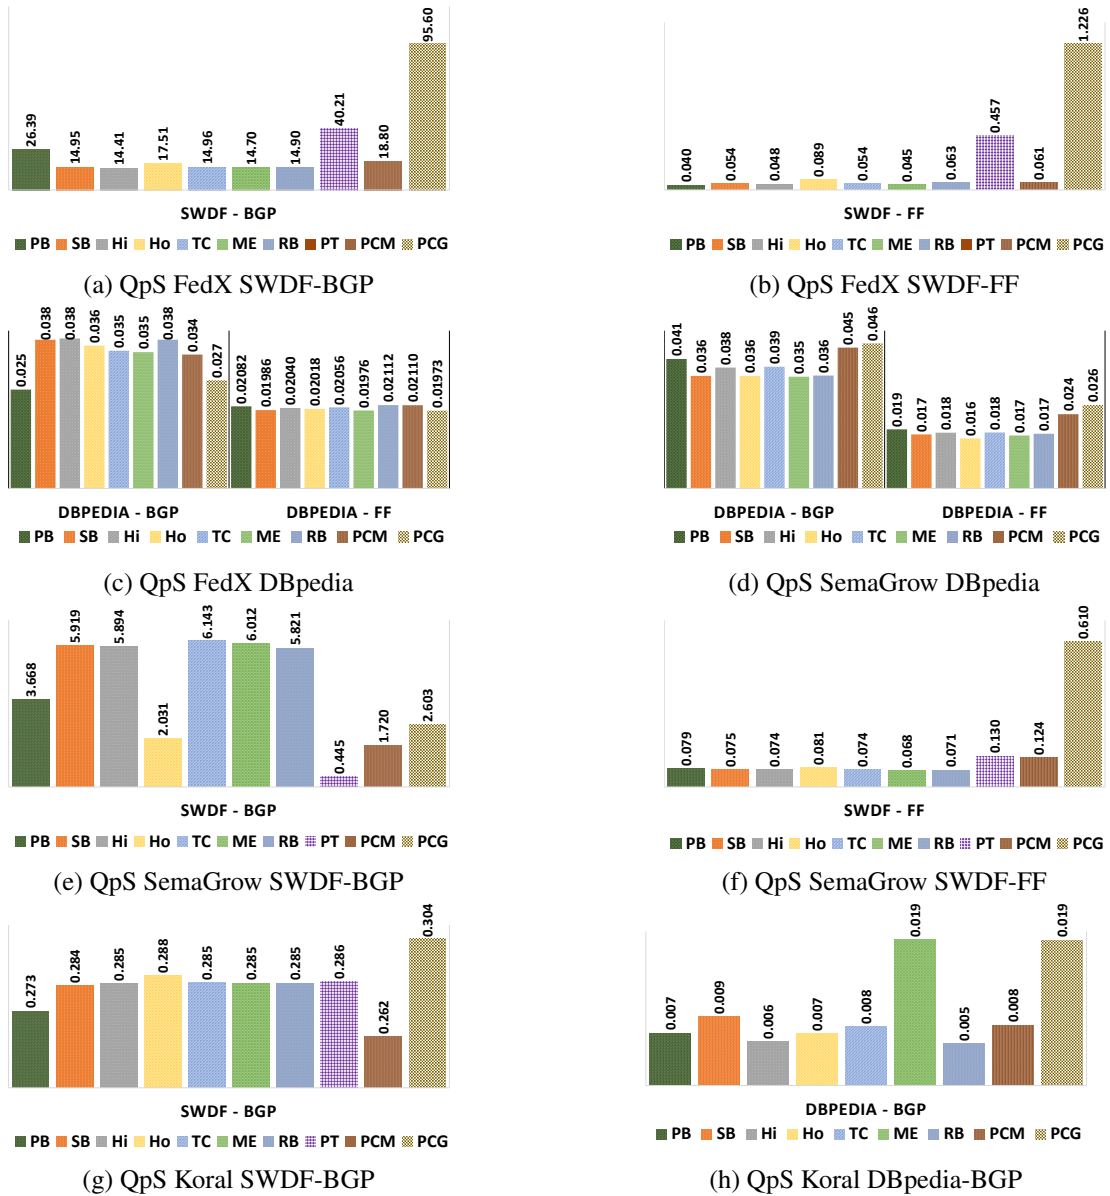 26.39 14.95 14.41 17.51 14.96 14.70 14.90 40.21 18.80 95.60
SWDF - BGP
PB SB Hi Ho TC ME RB PT PCM PCG
(a) QpS FedX SWDF-BGP
0.040 0.054 0.048 0.089 0.054 0.045 0.063 0.457 0.061 1.226
SWDF - FF
PB SB Hi Ho TC ME RB PT PCM PCG
(b) QpS FedX SWDF-FF
0.025 0.038 0.038 0.036 0.035 0.035 0.038 0.034 0.027 0.02082 0.01986 0.02040 0.02018 0.02056 0.01976 0.02112 0.02110 0.01973
DBPEDIA - BGP DBPEDIA - FF
PB SB Hi Ho TC ME RB PCM PCG
(c) QpS FedX DBpedia
0.041 0.036 0.038 0.036 0.039 0.035 0.036 0.045 0.046 0.019 0.017 0.018 0.016 0.018 0.017 0.017 0.024 0.026
DBPEDIA - BGP DBPEDIA - FF
PB SB Hi Ho TC ME RB PCM PCG
(d) QpS SemaGrow DBpedia
3.668 5.919 5.894 2.031 6.143 6.012 5.821 0.445 1.720 2.603
SWDF - BGP
PB SB Hi Ho TC ME RB PT PCM PCG
(e) QpS SemaGrow SWDF-BGP
0.079 0.075 0.074 0.081 0.074 0.068 0.071 0.130 0.124 0.610
SWDF - FF
PB SB Hi Ho TC ME RB PT PCM PCG
(f) QpS SemaGrow SWDF-FF
0.273 0.284 0.285 0.288 0.285 0.285 0.285 0.286 0.262 0.304
SWDF - BGP
PB SB Hi Ho TC ME RB PT PCM PCG
(g) QpS Koral SWDF-BGP
0.007 0.009 0.006 0.007 0.008 0.019 0.005 0.008 0.019
DBPEDIA - BGP
PB SB Hi Ho TC ME RB PCM PCG
(h) QpS Koral DBpedia-BGP